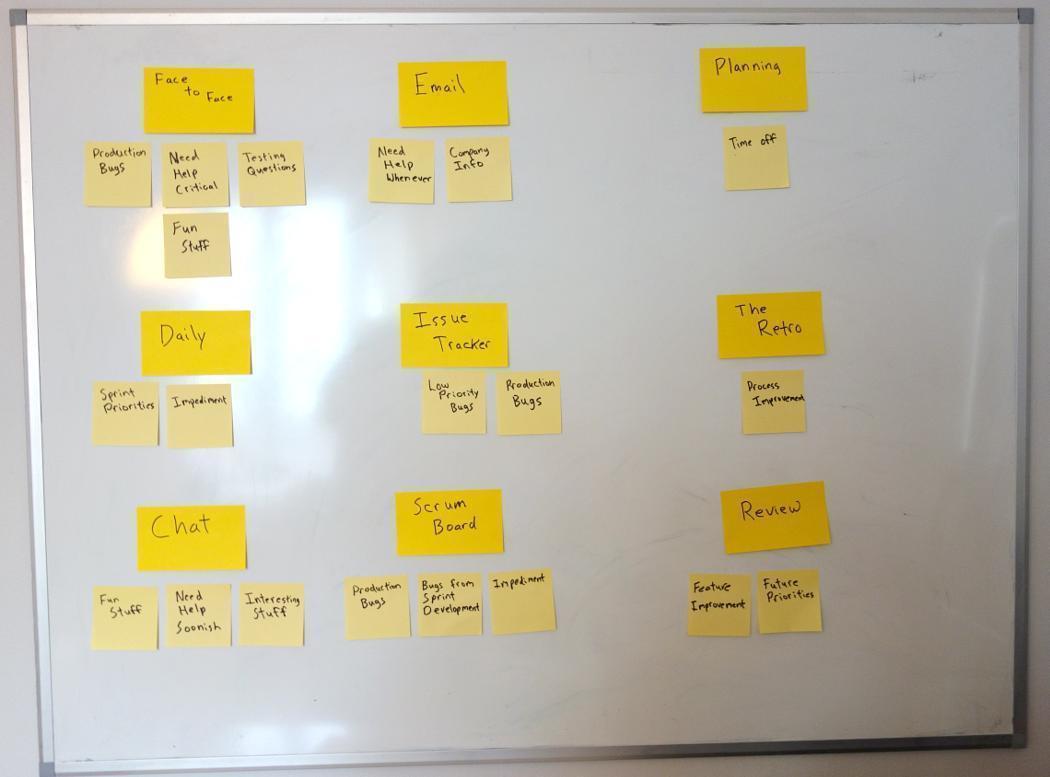 Face
to Face
Production
Bugs
Need
Help
Critical
Testing
Questions
Fun
Stuff
Email
Need
Help
Whenever
Company
Info
Planning
Time off
Daily
Sprint
Priorities
Impediment
Issue
Tracker
Low
Priority
Bugs
Production
Bugs
The
Retro
Process
Improvement
Chat
Fun
Stuff
Need
Help
Soonish
Interesting
Stuff
Scrum
Board
Production
Bugs
Bugs from
Sprint
Development
Impediment
Review
Feature
Improvement
Future
Priorities